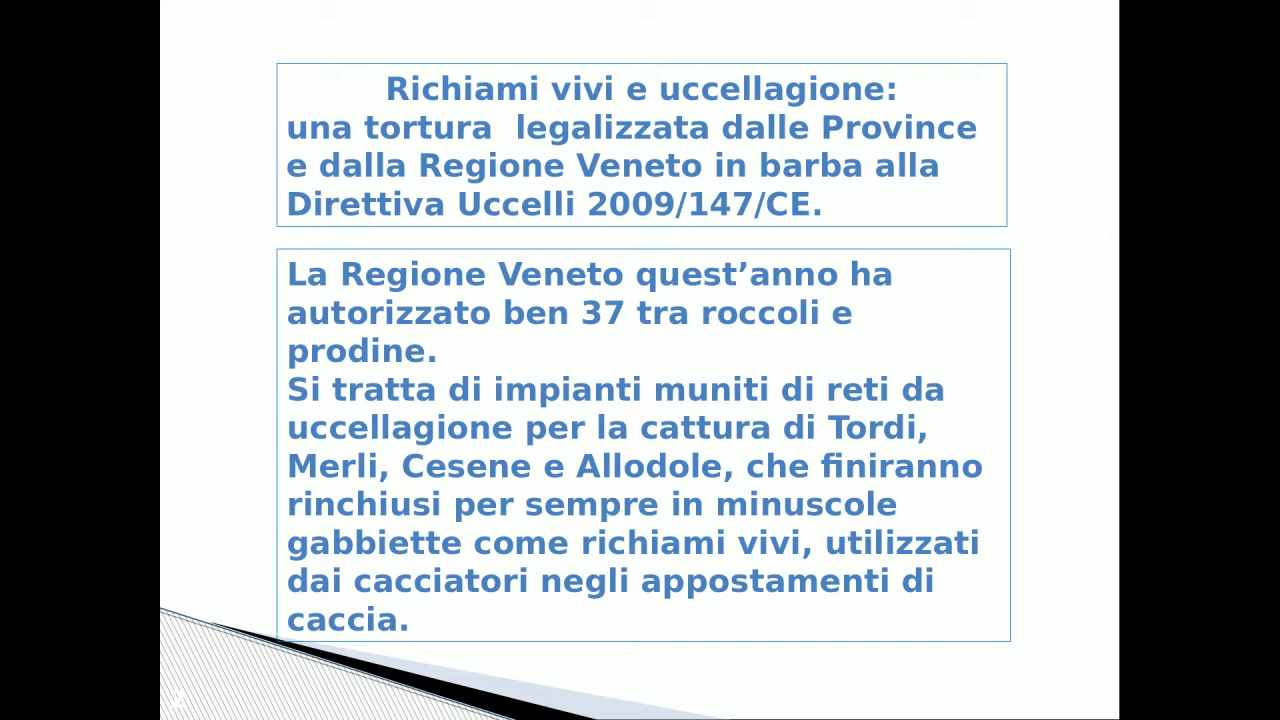 Richiami vivi e uccellagione:
una tortura  legalizzata dalle Province
e dalla Regione Veneto in barba alla
Direttiva Uccelli 2009/147/CE.
La Regione Veneto quest’anno ha
autorizzato ben 37 tra roccoli e
prodine.
Si tratta di impianti muniti di reti da
uccellagione per la cattura di Tordi,
Merli, Cesene e Allodole, che finiranno
rinchiusi per sempre in minuscole
gabbiette come richiami vivi, utilizzati
dai cacciatori negli appostamenti di
caccia.
2